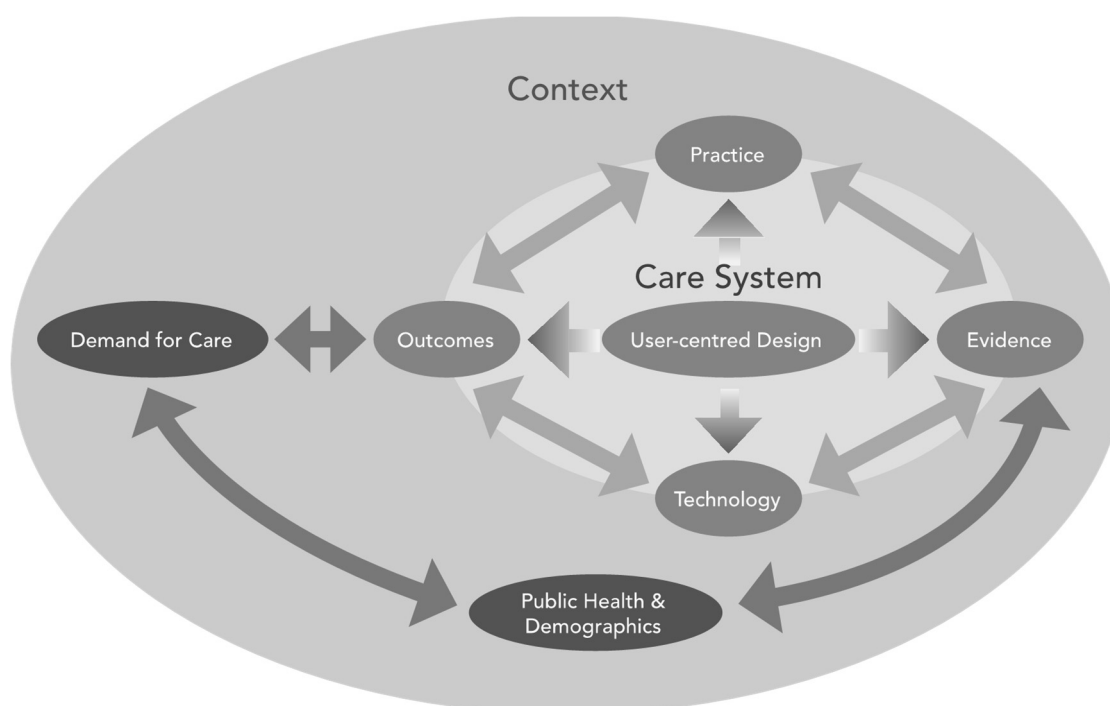 Context
Practice
Care System
Demand for Care
Outcomes
User-centred Design
Evidence
Technology
Public Health &
Demographics